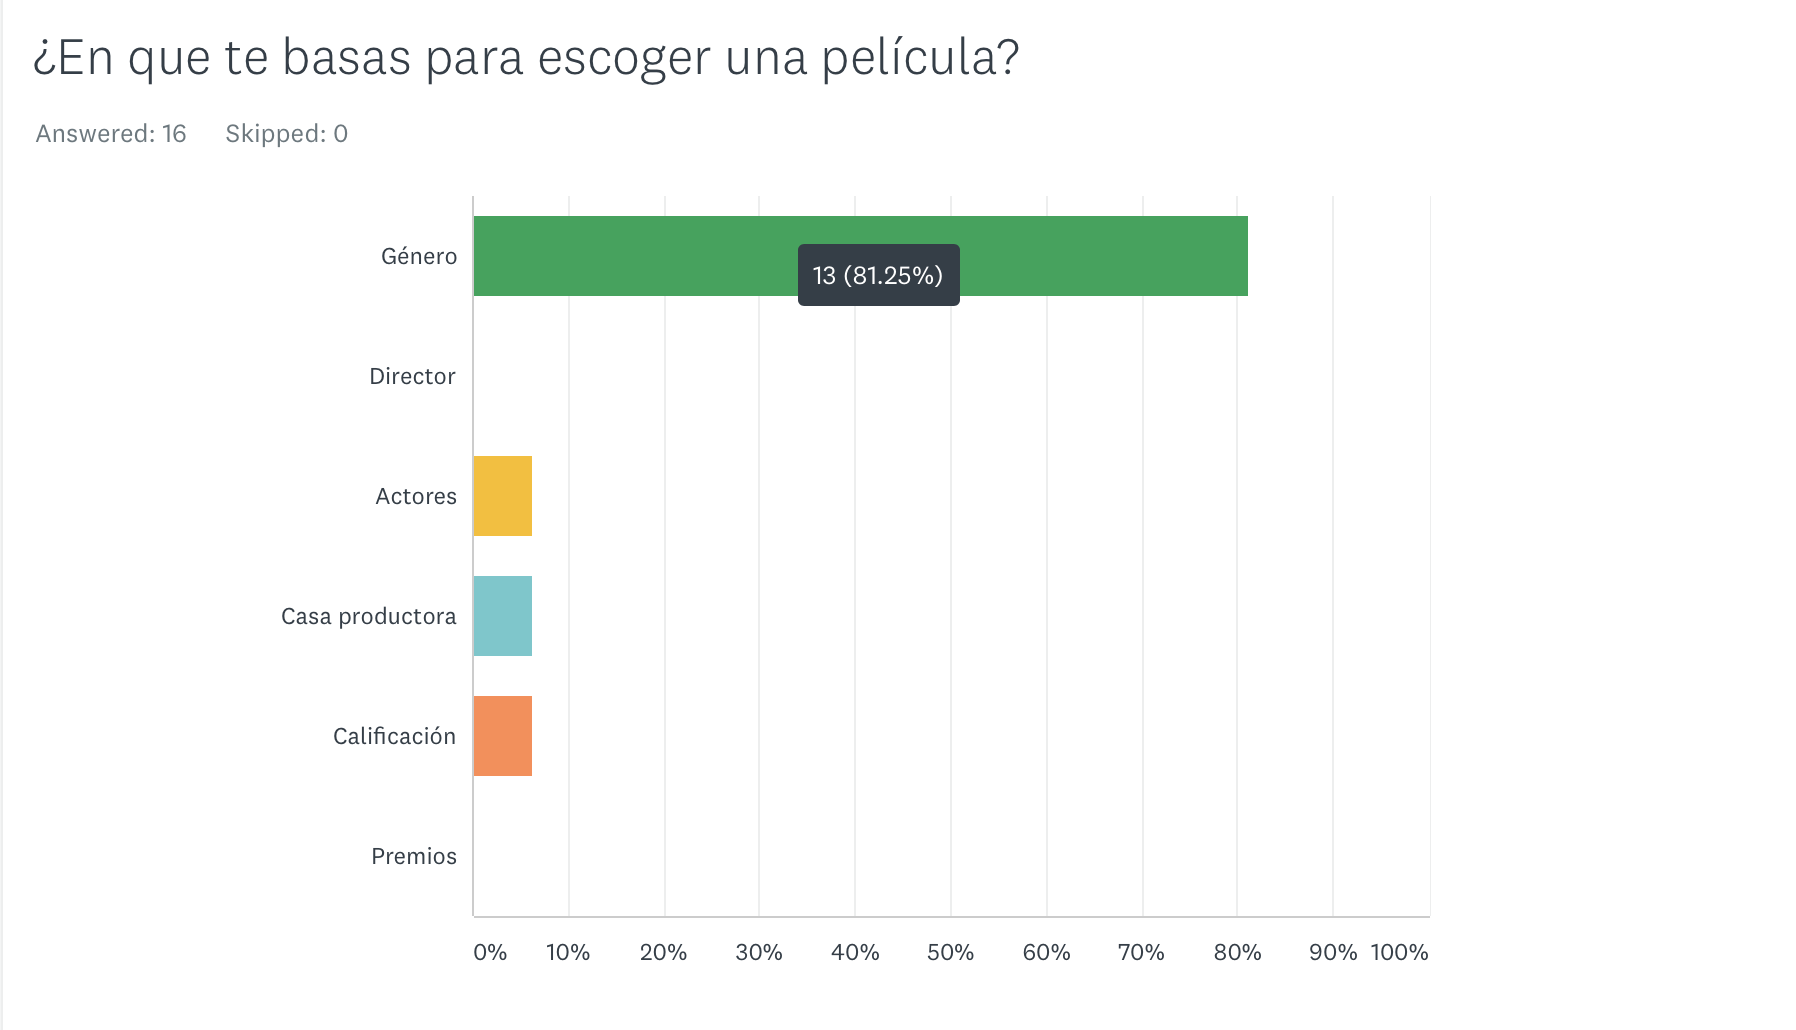 ¿En que te basas para escoger una película?
Answered: 16 Skipped: 0
Género
13 (81.25%)
Director
Actores
Casa productora
Calificación
Premios
0% 10% 20% 30% 40% 50% 60% 70% 80% 90% 100%